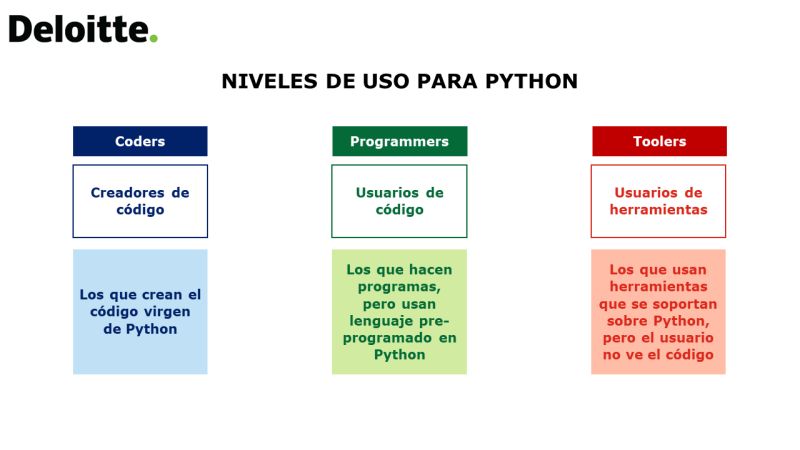 Deloitte.
NIVELES DE USO PARA PYTHON
Coders
Creadores de
código
Los que crean el
código virgen
de Python
Programmers
Usuarios de
código
Los que hacen
programas,
pero usan
lenguaje pre-
programado en
Python
Toolers
Usuarios de
herramientas
Los que usan
herramientas
que se soportan
sobre Python,
pero el usuario
no ve el código